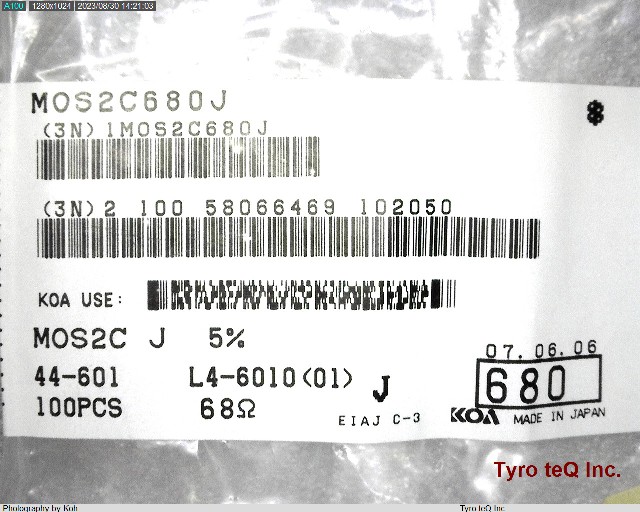 A100 1280x1024 2023/08/30 14:21:03
MOS2C680J
(3N) 1MOS2C680J
(3N) 2 100 58066469 102050
KOA USE:
MOS2C J 5%
07.06.06
44-601 L4-6010(01) J 680
100PCS 68Ω EIAJ C-3 KOA MADE IN JAPAN
Tyro teQ Inc.
Photography by Koh Tyro teQ Inc